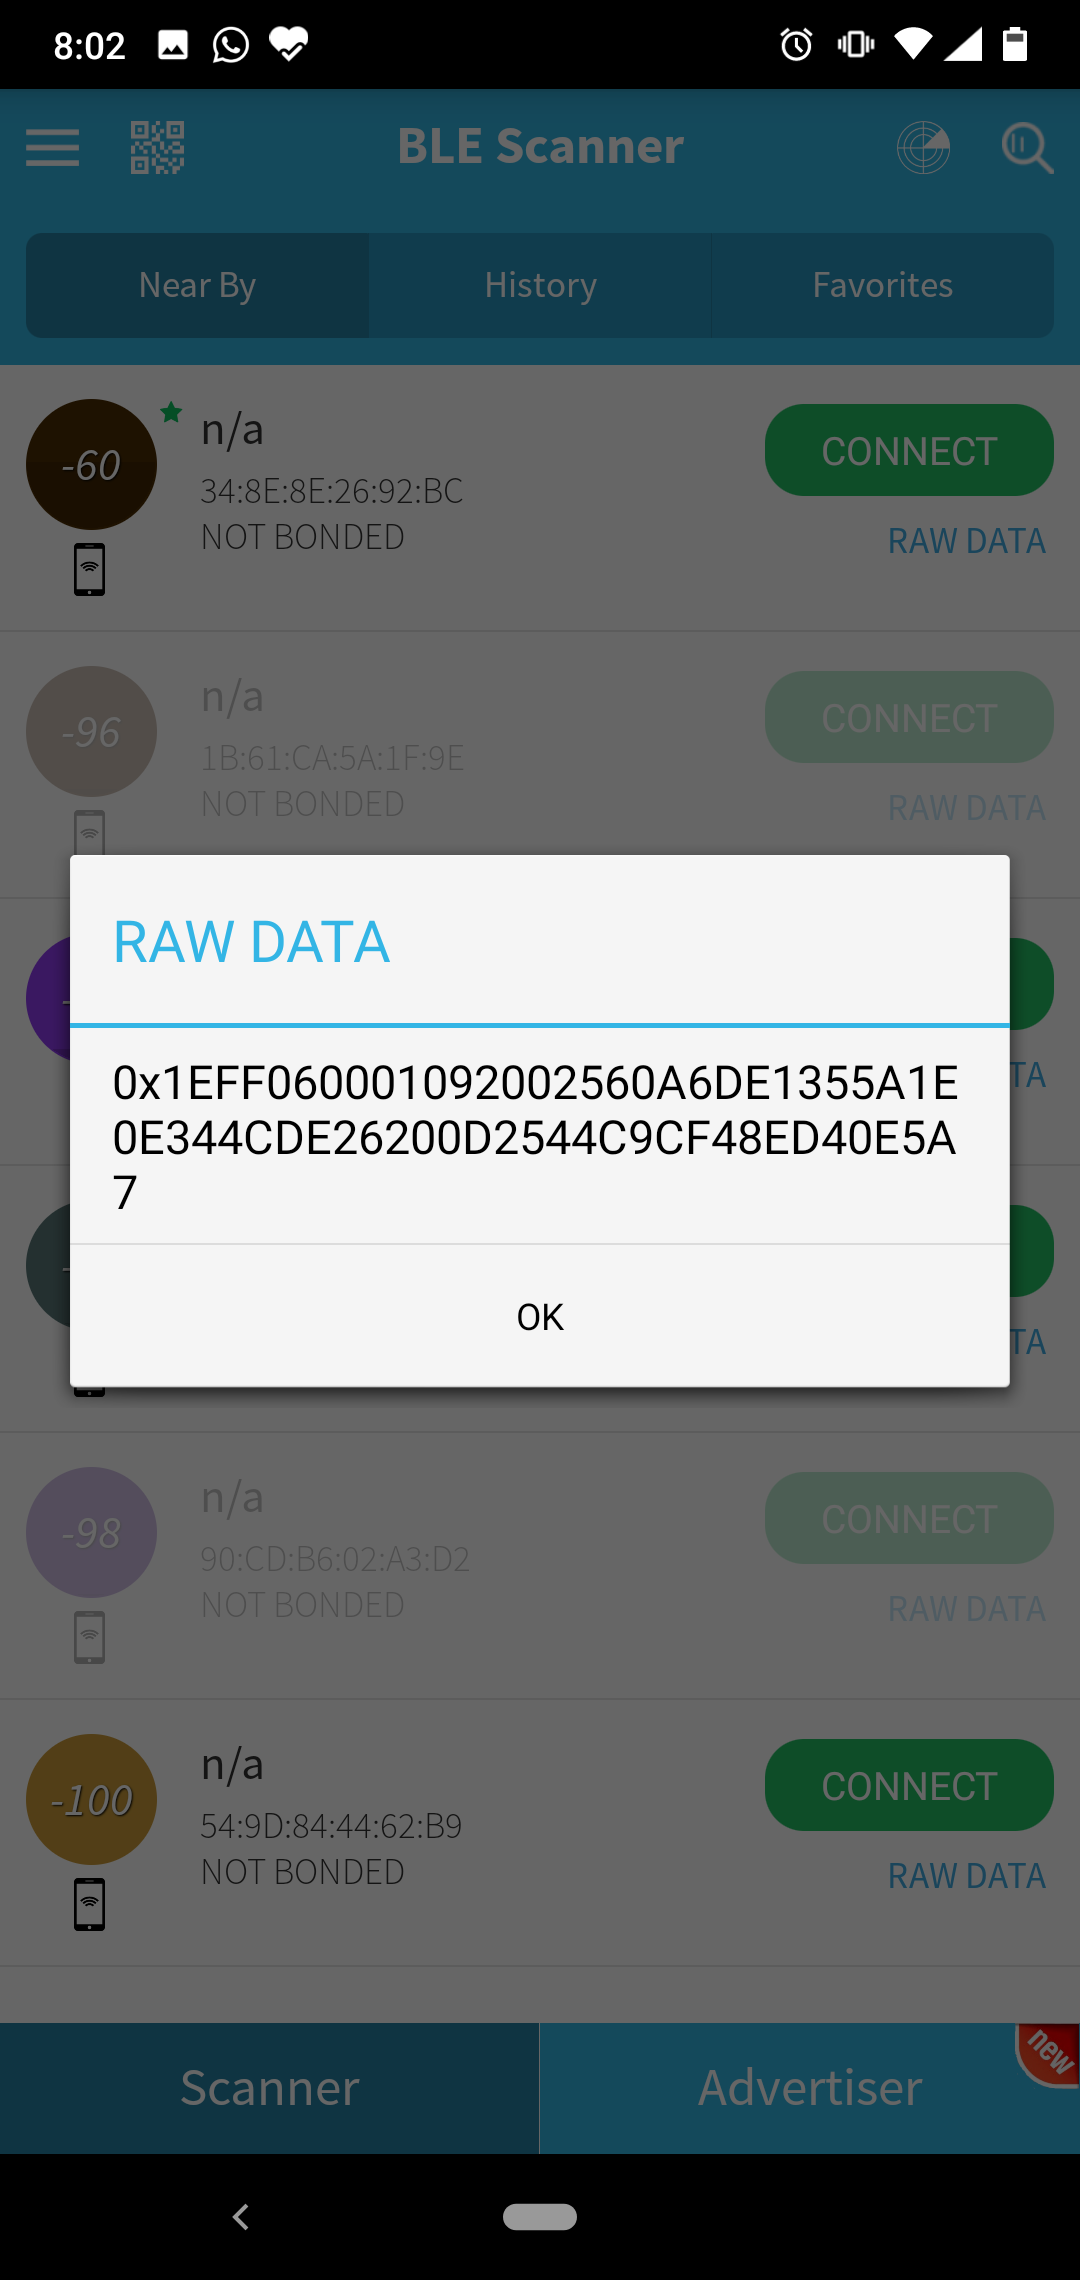 8:02
BLE Scanner
Near By
History
Favorites
-60
n/a
34:8E:8E:26:92:BC
NOT BONDED
CONNECT
RAW DATA
-96
n/a
1B:61:CA:5A:1F:9E
NOT BONDED
CONNECT
RAW DATA
RAW DATA
0x1EFF060001092002560A6DE1355A1E
0E344CDE26200D2544C9CF48ED40E5A
7
OK
TA
TA
-98
n/a
90:CD:B6:02:A3:D2
NOT BONDED
CONNECT
RAW DATA
-100
n/a
54:9D:84:44:62:B9
NOT BONDED
CONNECT
RAW DATA
Scanner
Advertiser
new